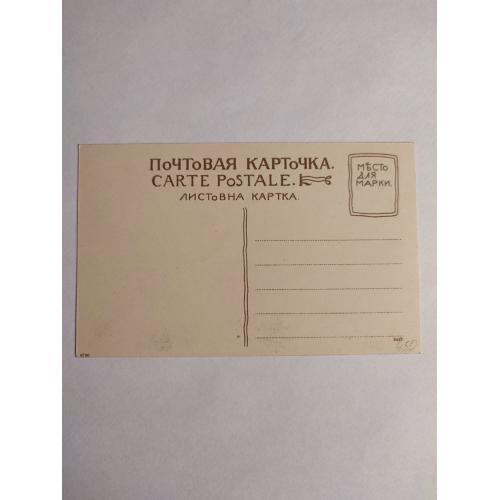 ПОЧТОВАЯ КАРТОЧКА.
CARTE POSTALE.
ЛИСТОВНА КАРТКА.
МѢСТО
ДЛЯ
МАРКИ.